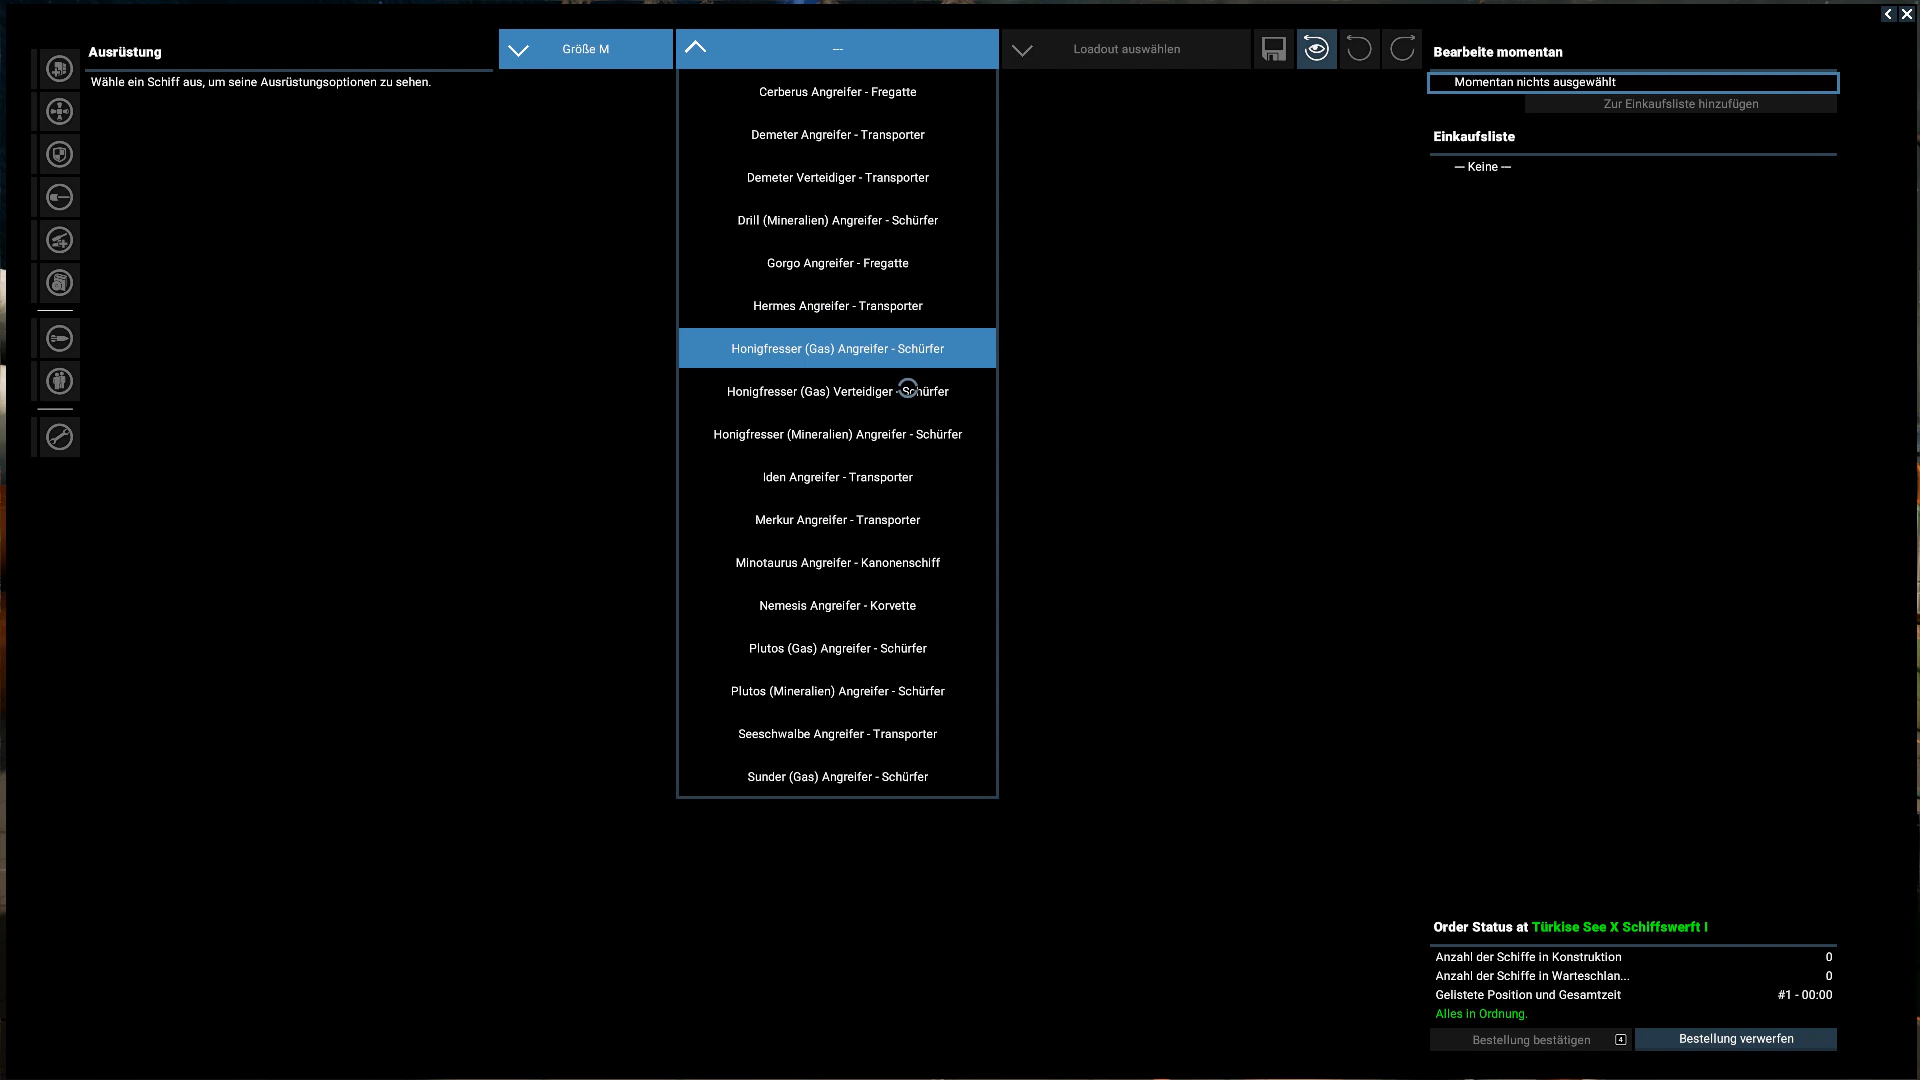 Ausrüstung
Wähle ein Schiff aus, um seine Ausrüstungsoptionen zu sehen.
Größe M
---
Loadout auswählen
Cerberus Angreifer - Fregatte
Demeter Angreifer - Transporter
Demeter Verteidiger - Transporter
Drill (Mineralien) Angreifer - Schürfer
Gorgo Angreifer - Fregatte
Hermes Angreifer - Transporter
Honigfresser (Gas) Angreifer - Schürfer
Honigfresser (Gas) Verteidiger - Schürfer
Honigfresser (Mineralien) Angreifer - Schürfer
Iden Angreifer - Transporter
Merkur Angreifer - Transporter
Minotaurus Angreifer - Kanonenschiff
Nemesis Angreifer - Korvette
Plutos (Gas) Angreifer - Schürfer
Plutos (Mineralien) Angreifer - Schürfer
Seeschwalbe Angreifer - Transporter
Sunder (Gas) Angreifer - Schürfer
Bearbeite momentan
Momentan nichts ausgewählt
Zur Einkaufsliste hinzufügen
Einkaufsliste
— Keine —
Order Status at Türkise See X Schiffswerft I
Anzahl der Schiffe in Konstruktion 0
Anzahl der Schiffe in Warteschlan... 0
Gelistete Position und Gesamtzeit #1 - 00:00
Alles in Ordnung.
Bestellung bestätigen 4
Bestellung verwerfen